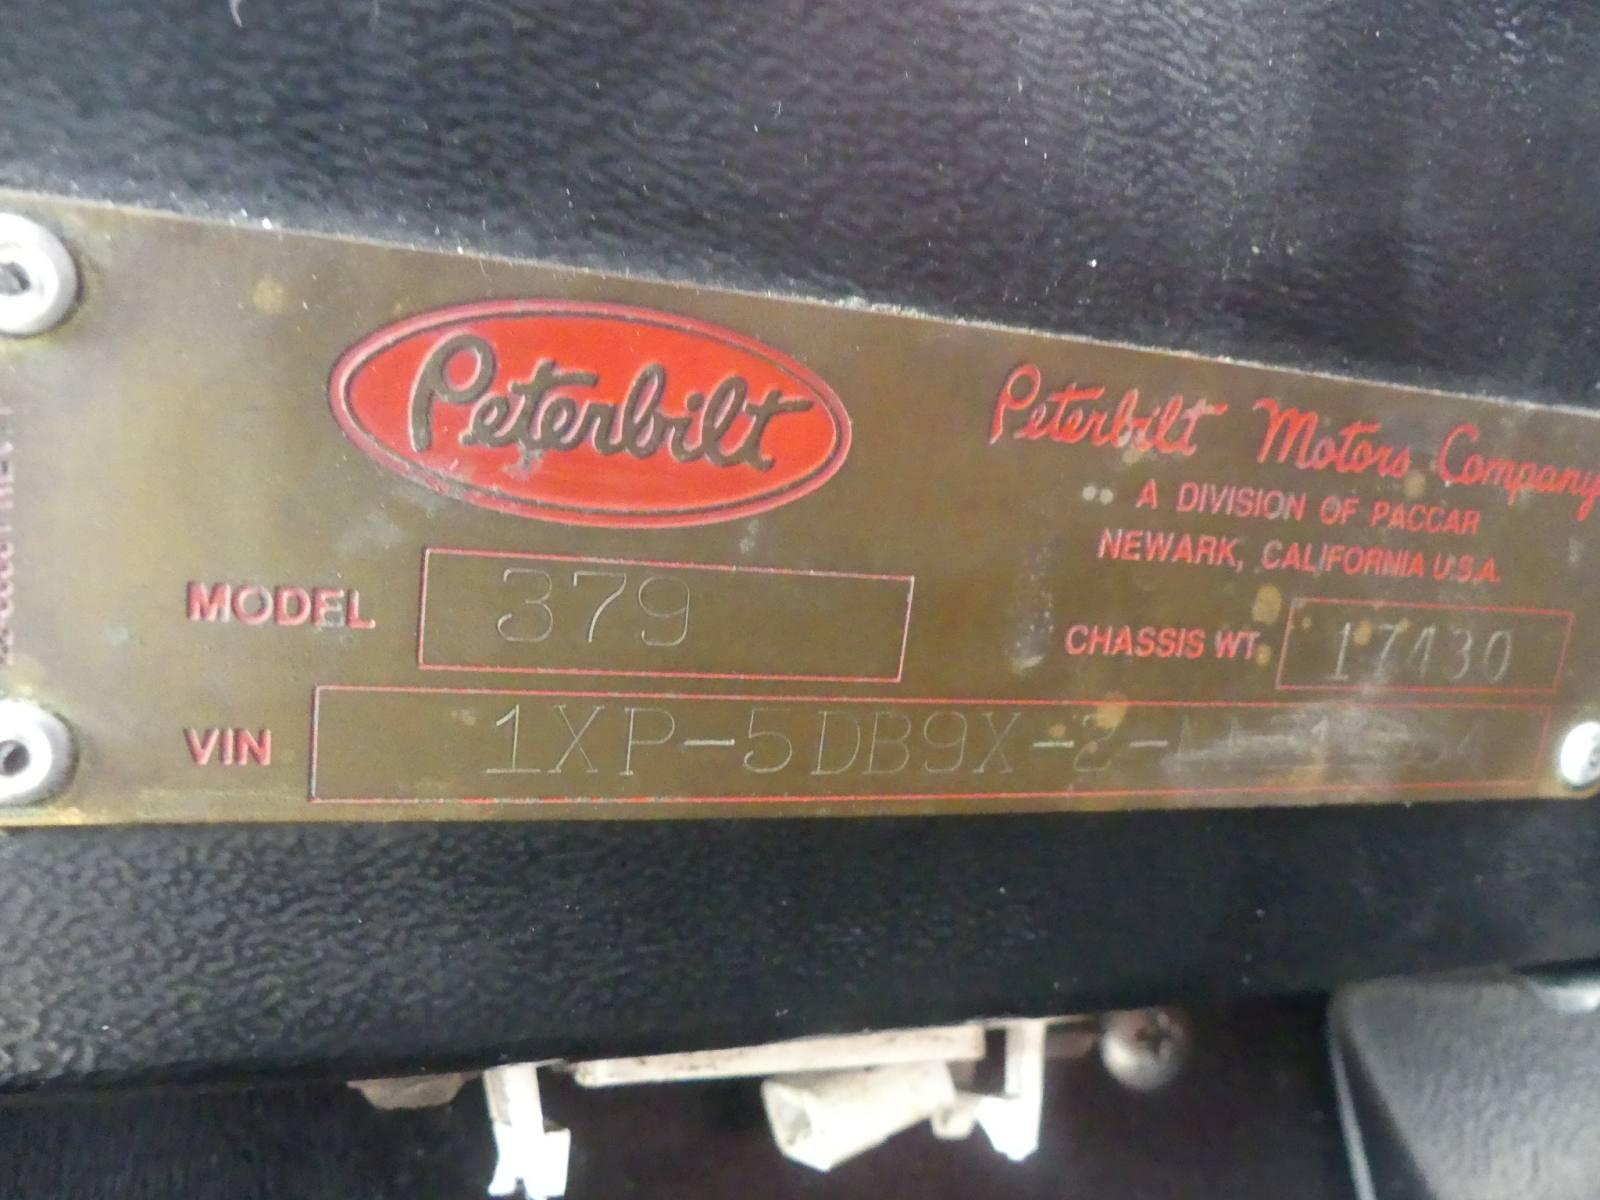 Peterbilt
Peterbilt Motors Company
A DIVISION OF PACCAR
NEWARK, CALIFORNIA U.S.A.
MODEL 379
CHASSIS WT. 17430
VIN 1XP-5DB9X-2-